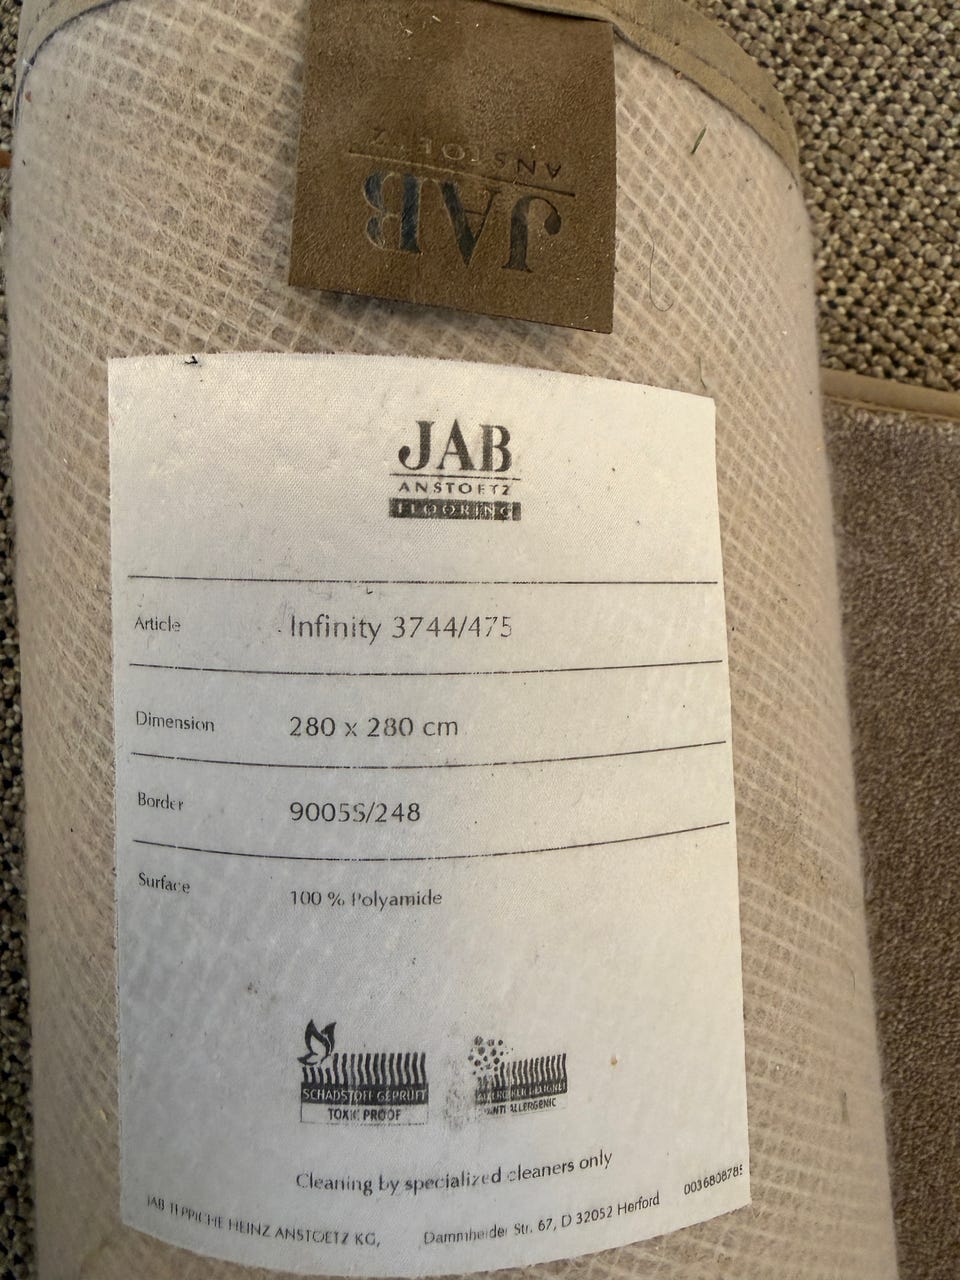 JAB
ANSTOETZ
JAB
ANSTOETZ
FLOORING
Article Infinity 3744/475
Dimension 280 x 280 cm
Border 9005S/248
Surface 100 % Polyamide
SCHADSTOFF GEPRÜFT
TOXIC PROOF
ANTI ALLERGENIC
Cleaning by specialized cleaners only
JAB TEPPICHE HEINZ ANSTOETZ KG, Dammheider Str. 67, D 32052 Herford 0036808785